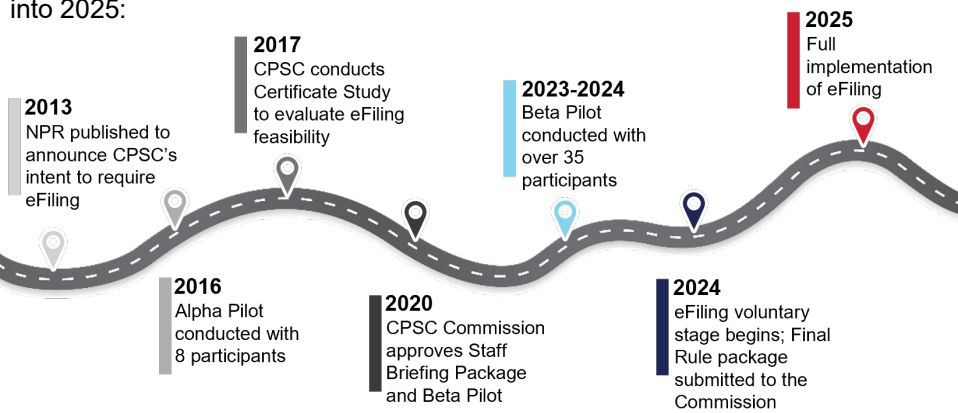 into 2025:
2013
NPR published to
announce CPSC's
intent to require
eFiling
2016
Alpha Pilot
conducted with
8 participants
2017
CPSC conducts
Certificate Study
to evaluate eFiling
feasibility
2020
CPSC Commission
approves Staff
Briefing Package
and Beta Pilot
2023-2024
Beta Pilot
conducted with
over 35
participants
2024
eFiling voluntary
stage begins; Final
Rule package
submitted to the
Commission
2025
Full
implementation
of eFiling